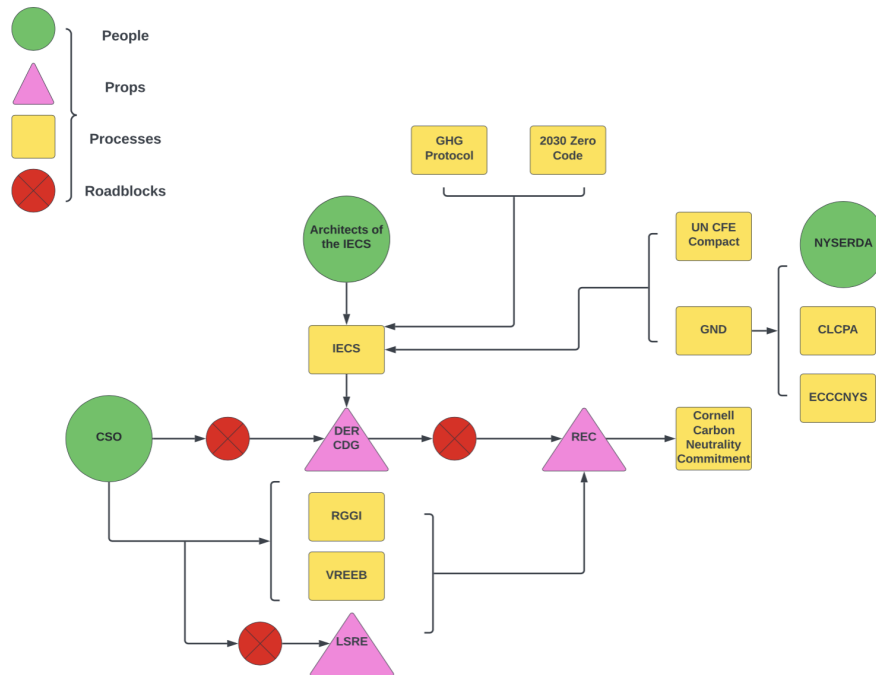 People
Props
Processes
Roadblocks
GHG
Protocol
2030 Zero
Code
Architects of
the IECS
UN CFE
Compact
NYSERDA
IECS
GND
CLCPA
ECCCNYS
CSO
DER
CDG
REC
Cornell
Carbon
Neutrality
Commitment
RGGI
VREEB
LSRE